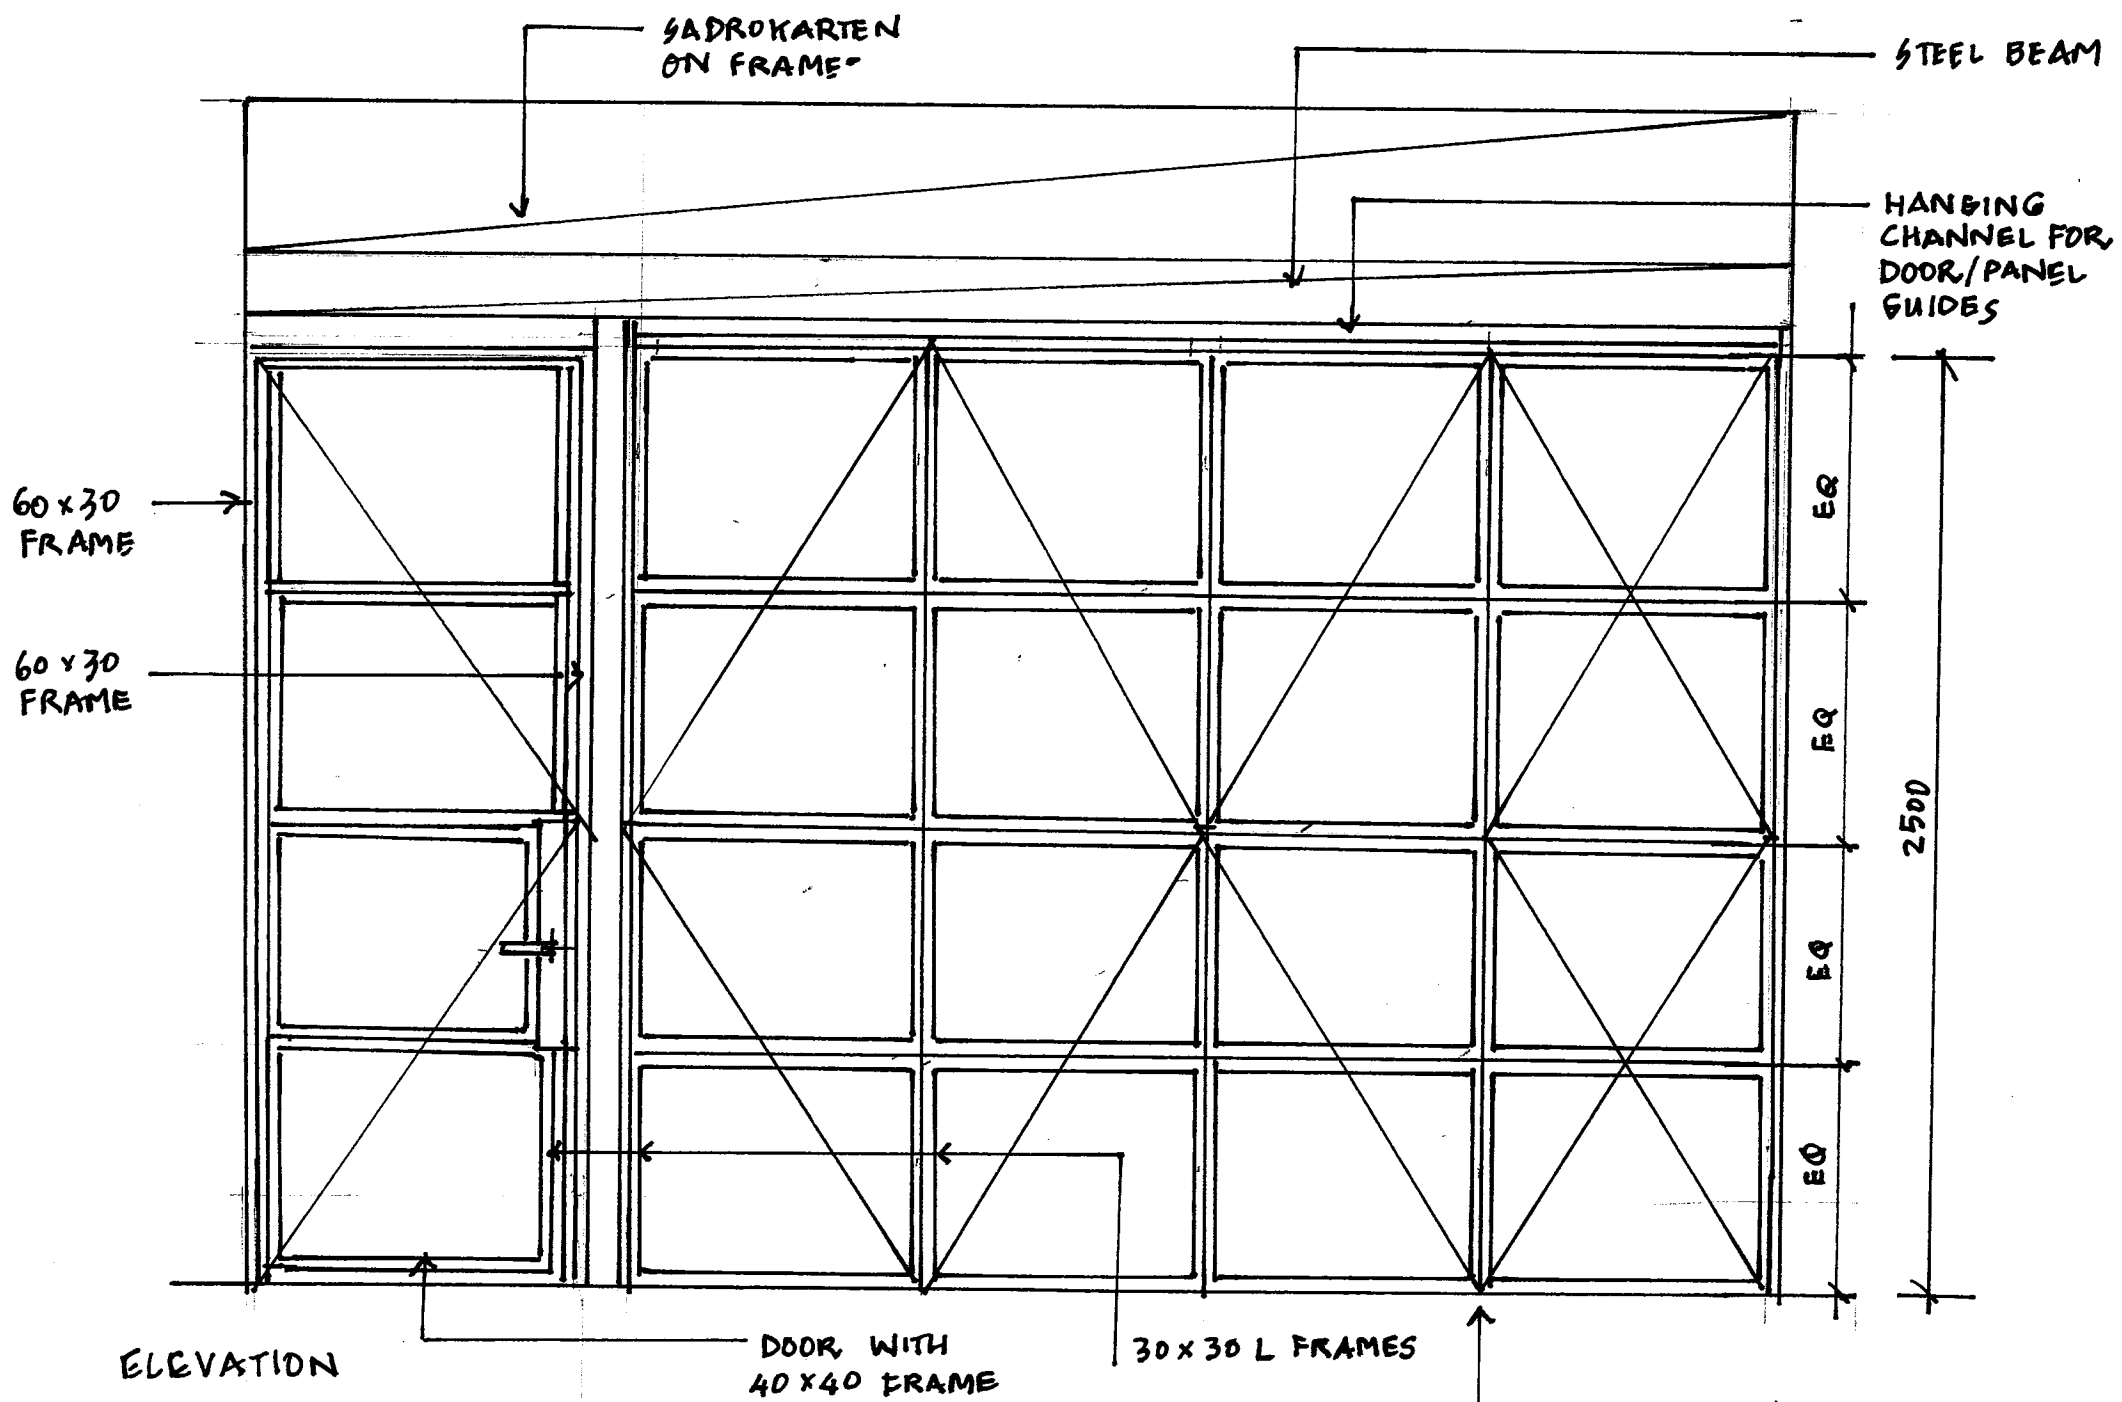 SADROKARTEN
ON FRAME
STEEL BEAM
HANGING
CHANNEL FOR
DOOR/PANEL
GUIDES
60 x 30
FRAME
60 x 30
FRAME
EQ
EQ
EQ
EQ
2500
ELEVATION
DOOR WITH
40 x 40 FRAME
30 x 30 L FRAMES